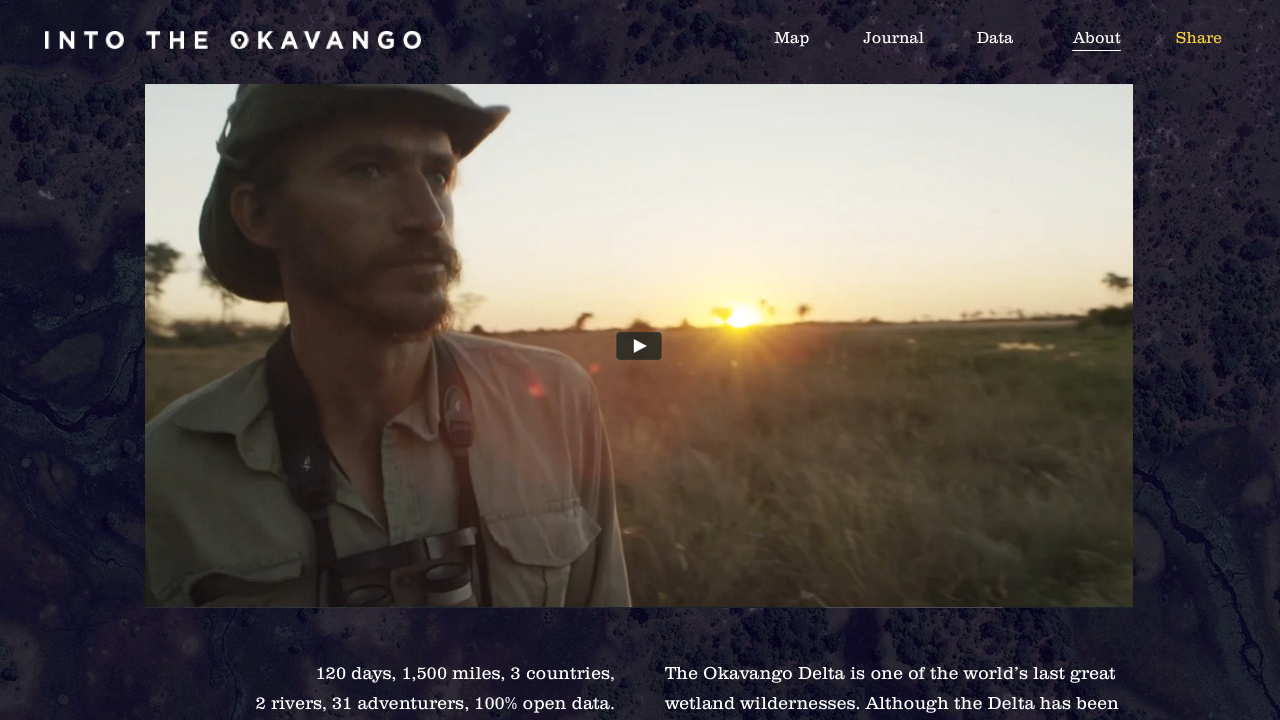 INTO THE OKAVANGO
Map
Journal
Data
About
Share
120 days, 1,500 miles, 3 countries,
2 rivers, 31 adventurers, 100% open data.
The Okavango Delta is one of the world’s last great
wetland wildernesses. Although the Delta has been